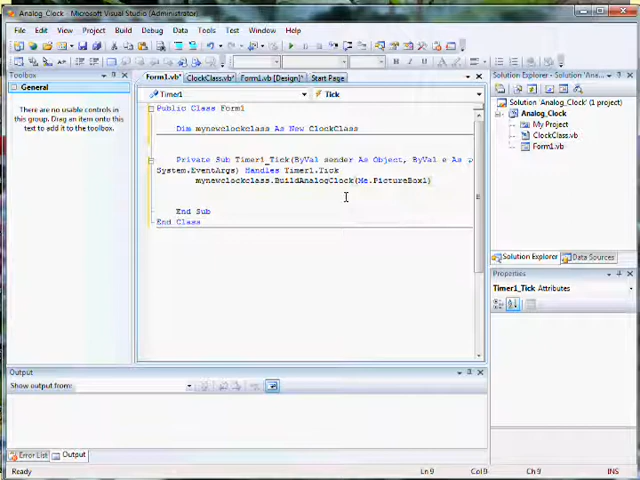 Analog_Clock - Microsoft Visual Studio (Administrator)
File Edit View Project Build Debug Data Tools Test Window Help
Toolbox
General
There are no usable controls in this group. Drag an item onto this text to add it to the toolbox.
Form1.vb* ClockClass.vb* Form1.vb [Design]* Start Page
Timer1 Tick
Public Class Form1
Dim mynewclockclass As New ClockClass
Private Sub Timer1_Tick(ByVal sender As Object, ByVal e As
System.EventArgs) Handles Timer1.Tick
mynewclockclass.BuildAnalogClock(Me.PictureBox1)
End Sub
End Class
Solution Explorer - Solution 'Analog...
Solution 'Analog_Clock' (1 project)
Analog_Clock
My Project
ClockClass.vb
Form1.vb
Solution Explorer Data Sources
Properties
Timer1_Tick Attributes
Output
Show output from:
Error List Output
Ready Ln 9 Col 9 Ch 9 INS